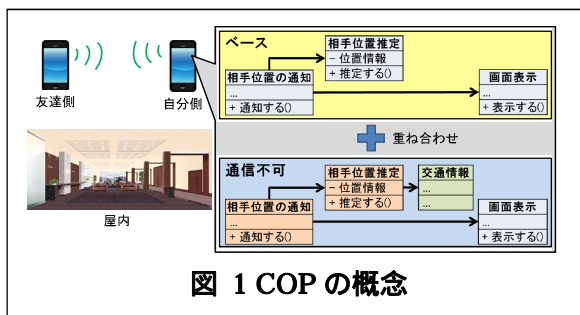 ベース
相手位置推定
− 位置情報
+ 推定する()
相手位置の通知
...
+ 通知する()
画面表示
...
+ 表示する()
友達側
自分側
重ね合わせ
通信不可
相手位置推定
− 位置情報
+ 推定する()
交通情報
...
...
相手位置の通知
...
+ 通知する()
画面表示
...
+ 表示する()
屋内
図 1 COP の概念